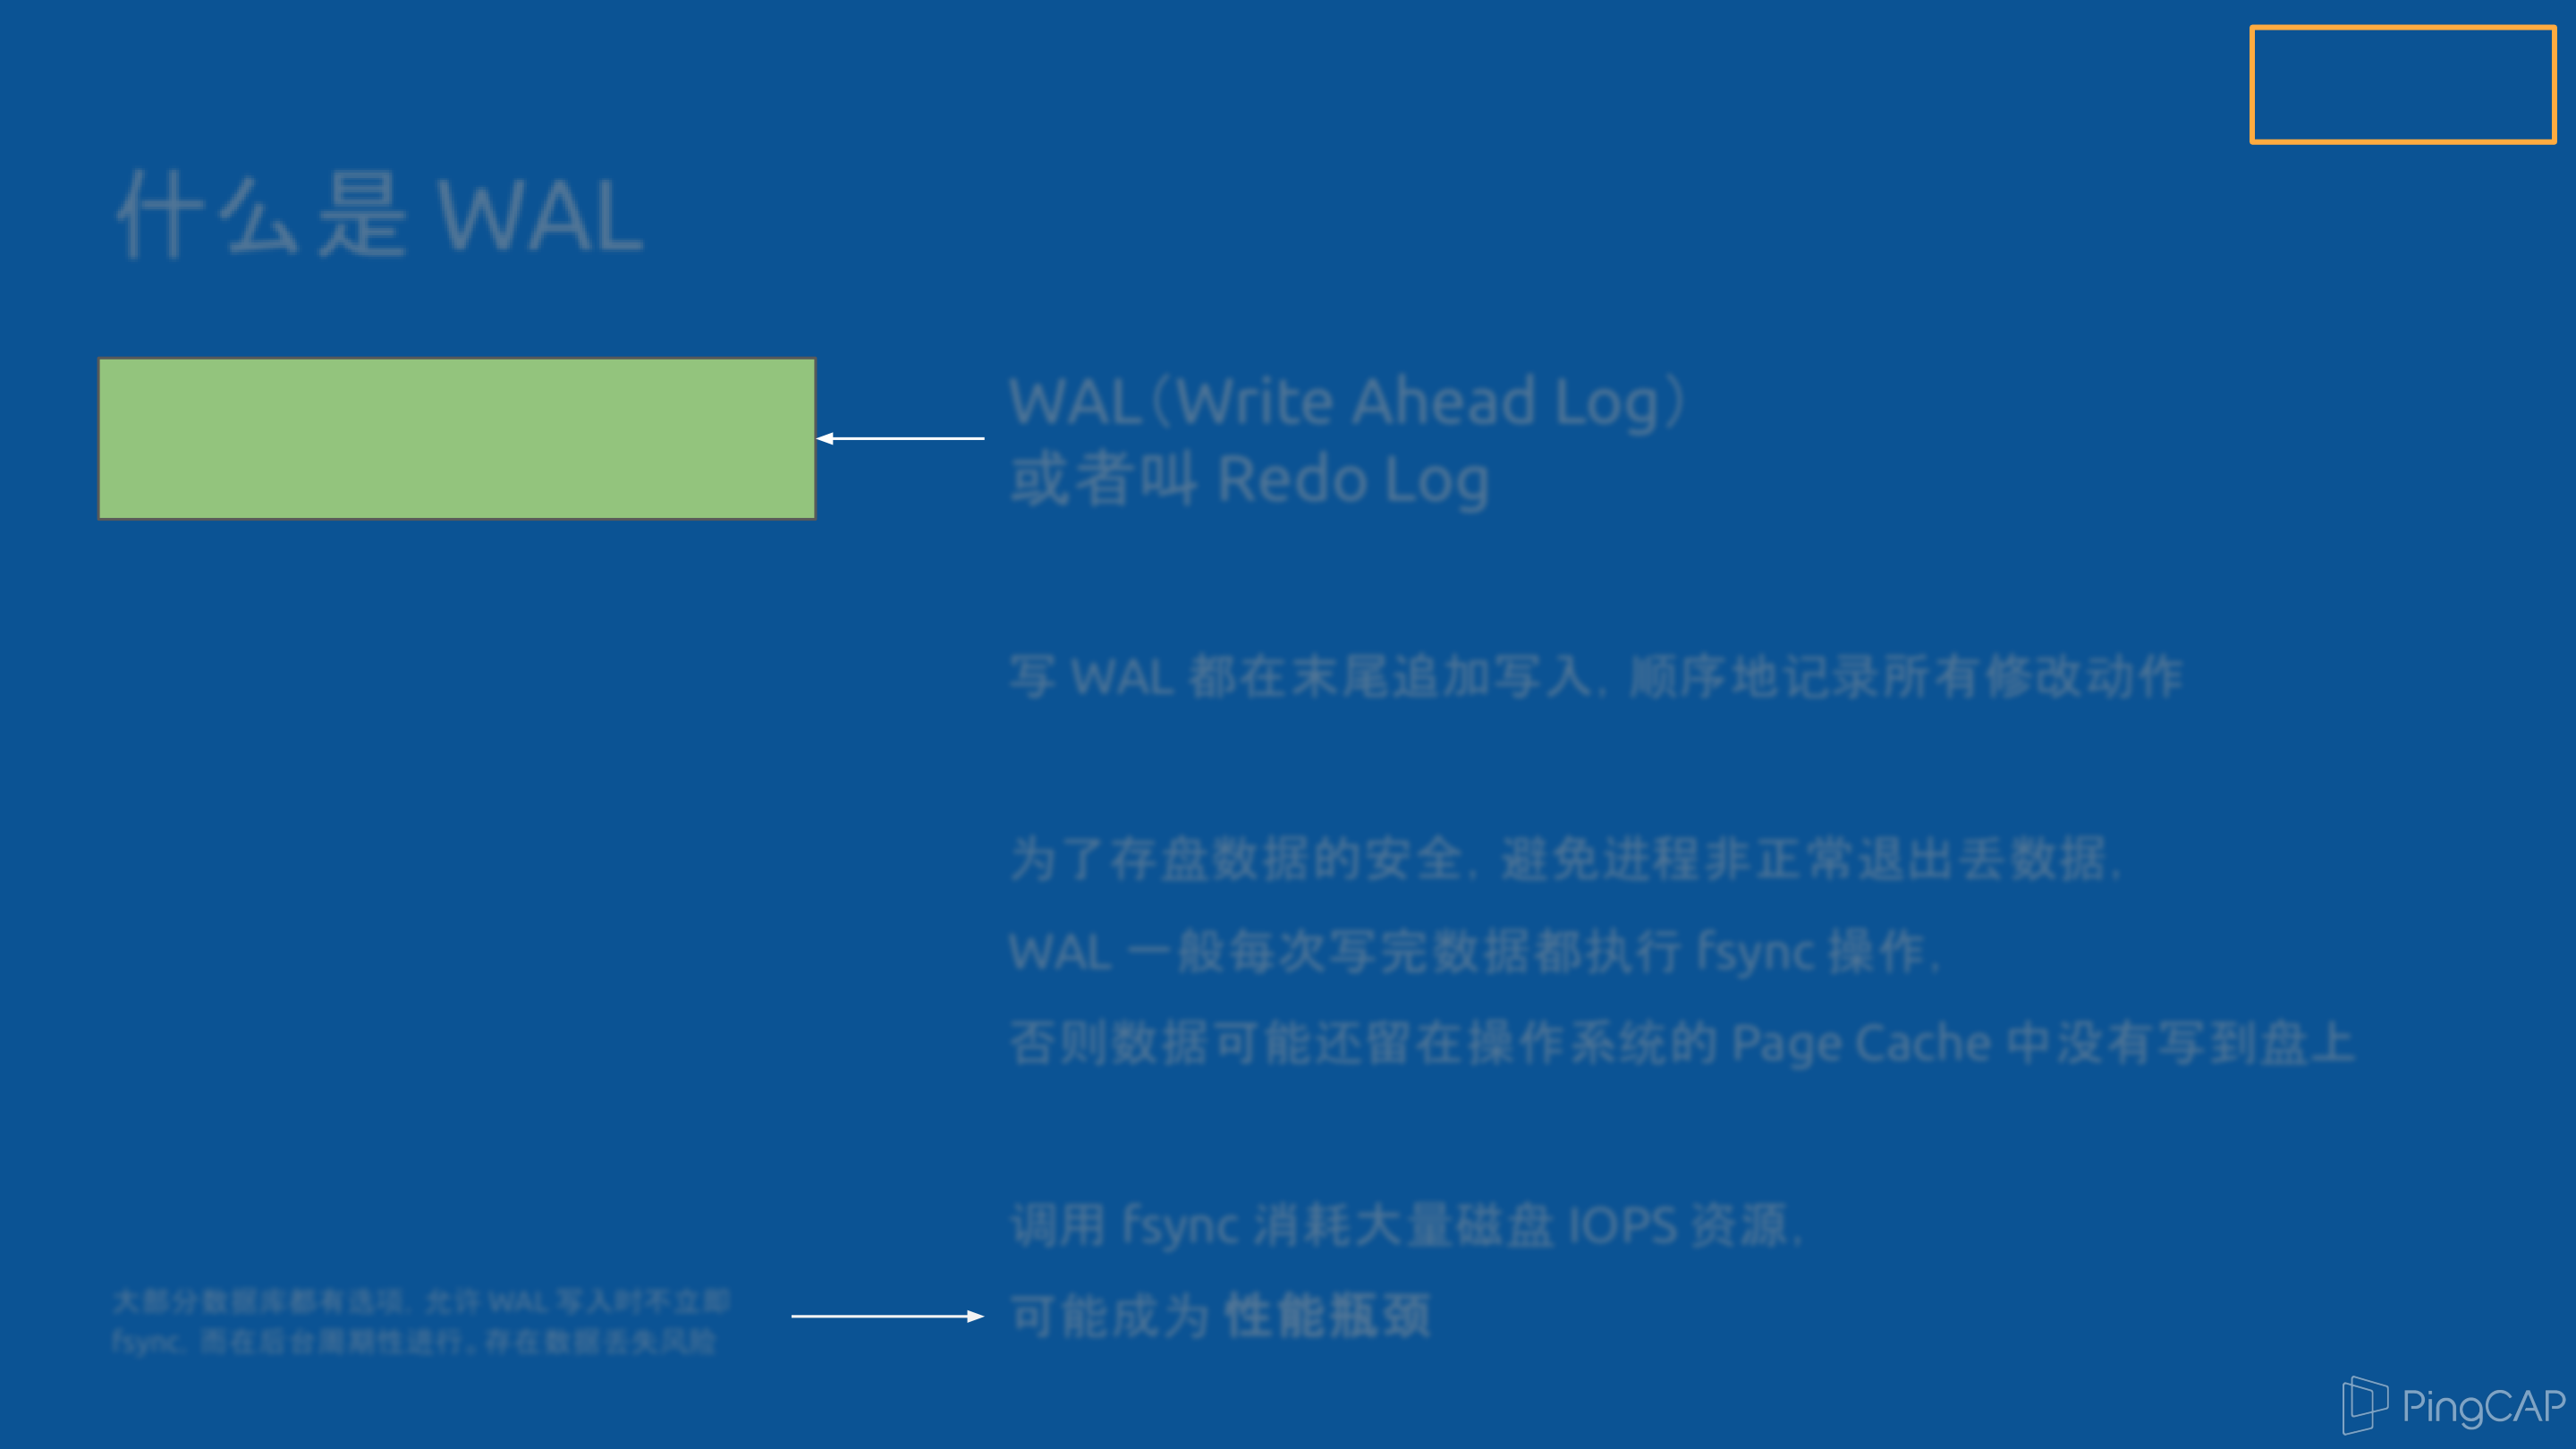 什么是 WAL
WAL（Write Ahead Log）
或者叫 Redo Log
写 WAL 都在末尾追加写入，顺序地记录所有修改动作
为了存盘数据的安全，避免进程非正常退出丢数据，
WAL 一般每次写完数据都执行 fsync 操作，
否则数据可能还留在操作系统的 Page Cache 中没有写到盘上
调用 fsync 消耗大量磁盘 IOPS 资源，
可能成为 性能瓶颈
大部分数据库都有选项，允许 WAL 写入时不立即
fsync，而在后台周期性进行，存在数据丢失风险
PingCAP